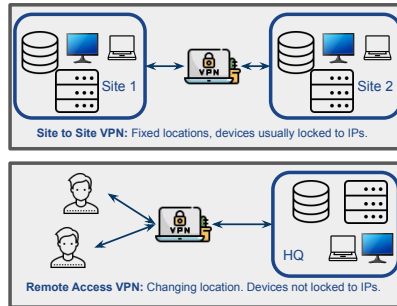 Site 1
VPN
Site 2
Site to Site VPN: Fixed locations, devices usually locked to IPs.
VPN
HQ
Remote Access VPN: Changing location. Devices not locked to IPs.